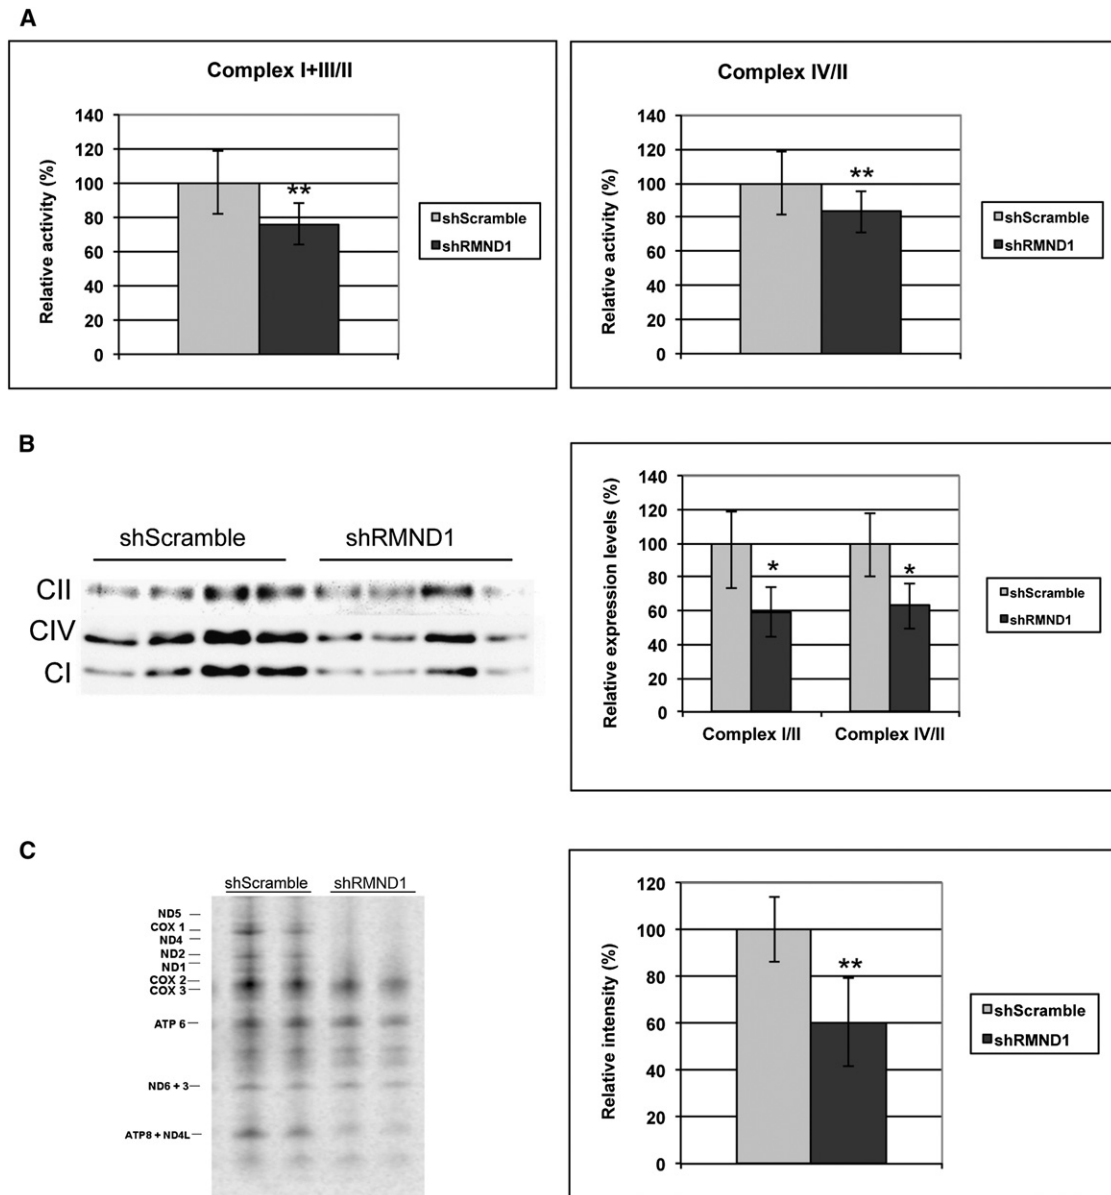 A
Complex I+III/II
Relative activity (%)
140
120
100
80
60
40
20
0
**
shScramble
shRMND1
Complex IV/II
Relative activity (%)
140
120
100
80
60
40
20
0
**
shScramble
shRMND1
B
shScramble shRMND1
CII
CIV
CI
Relative expression levels (%)
140
120
100
80
60
40
20
0
*
*
Complex I/II Complex IV/II
shScramble
shRMND1
C
shScramble shRMND1
ND5
COX 1
ND4
ND2
ND1
COX 2
COX 3
ATP 6
ND6 + 3
ATP8 + ND4L
Relative intensity (%)
120
100
80
60
40
20
0
**
shScramble
shRMND1